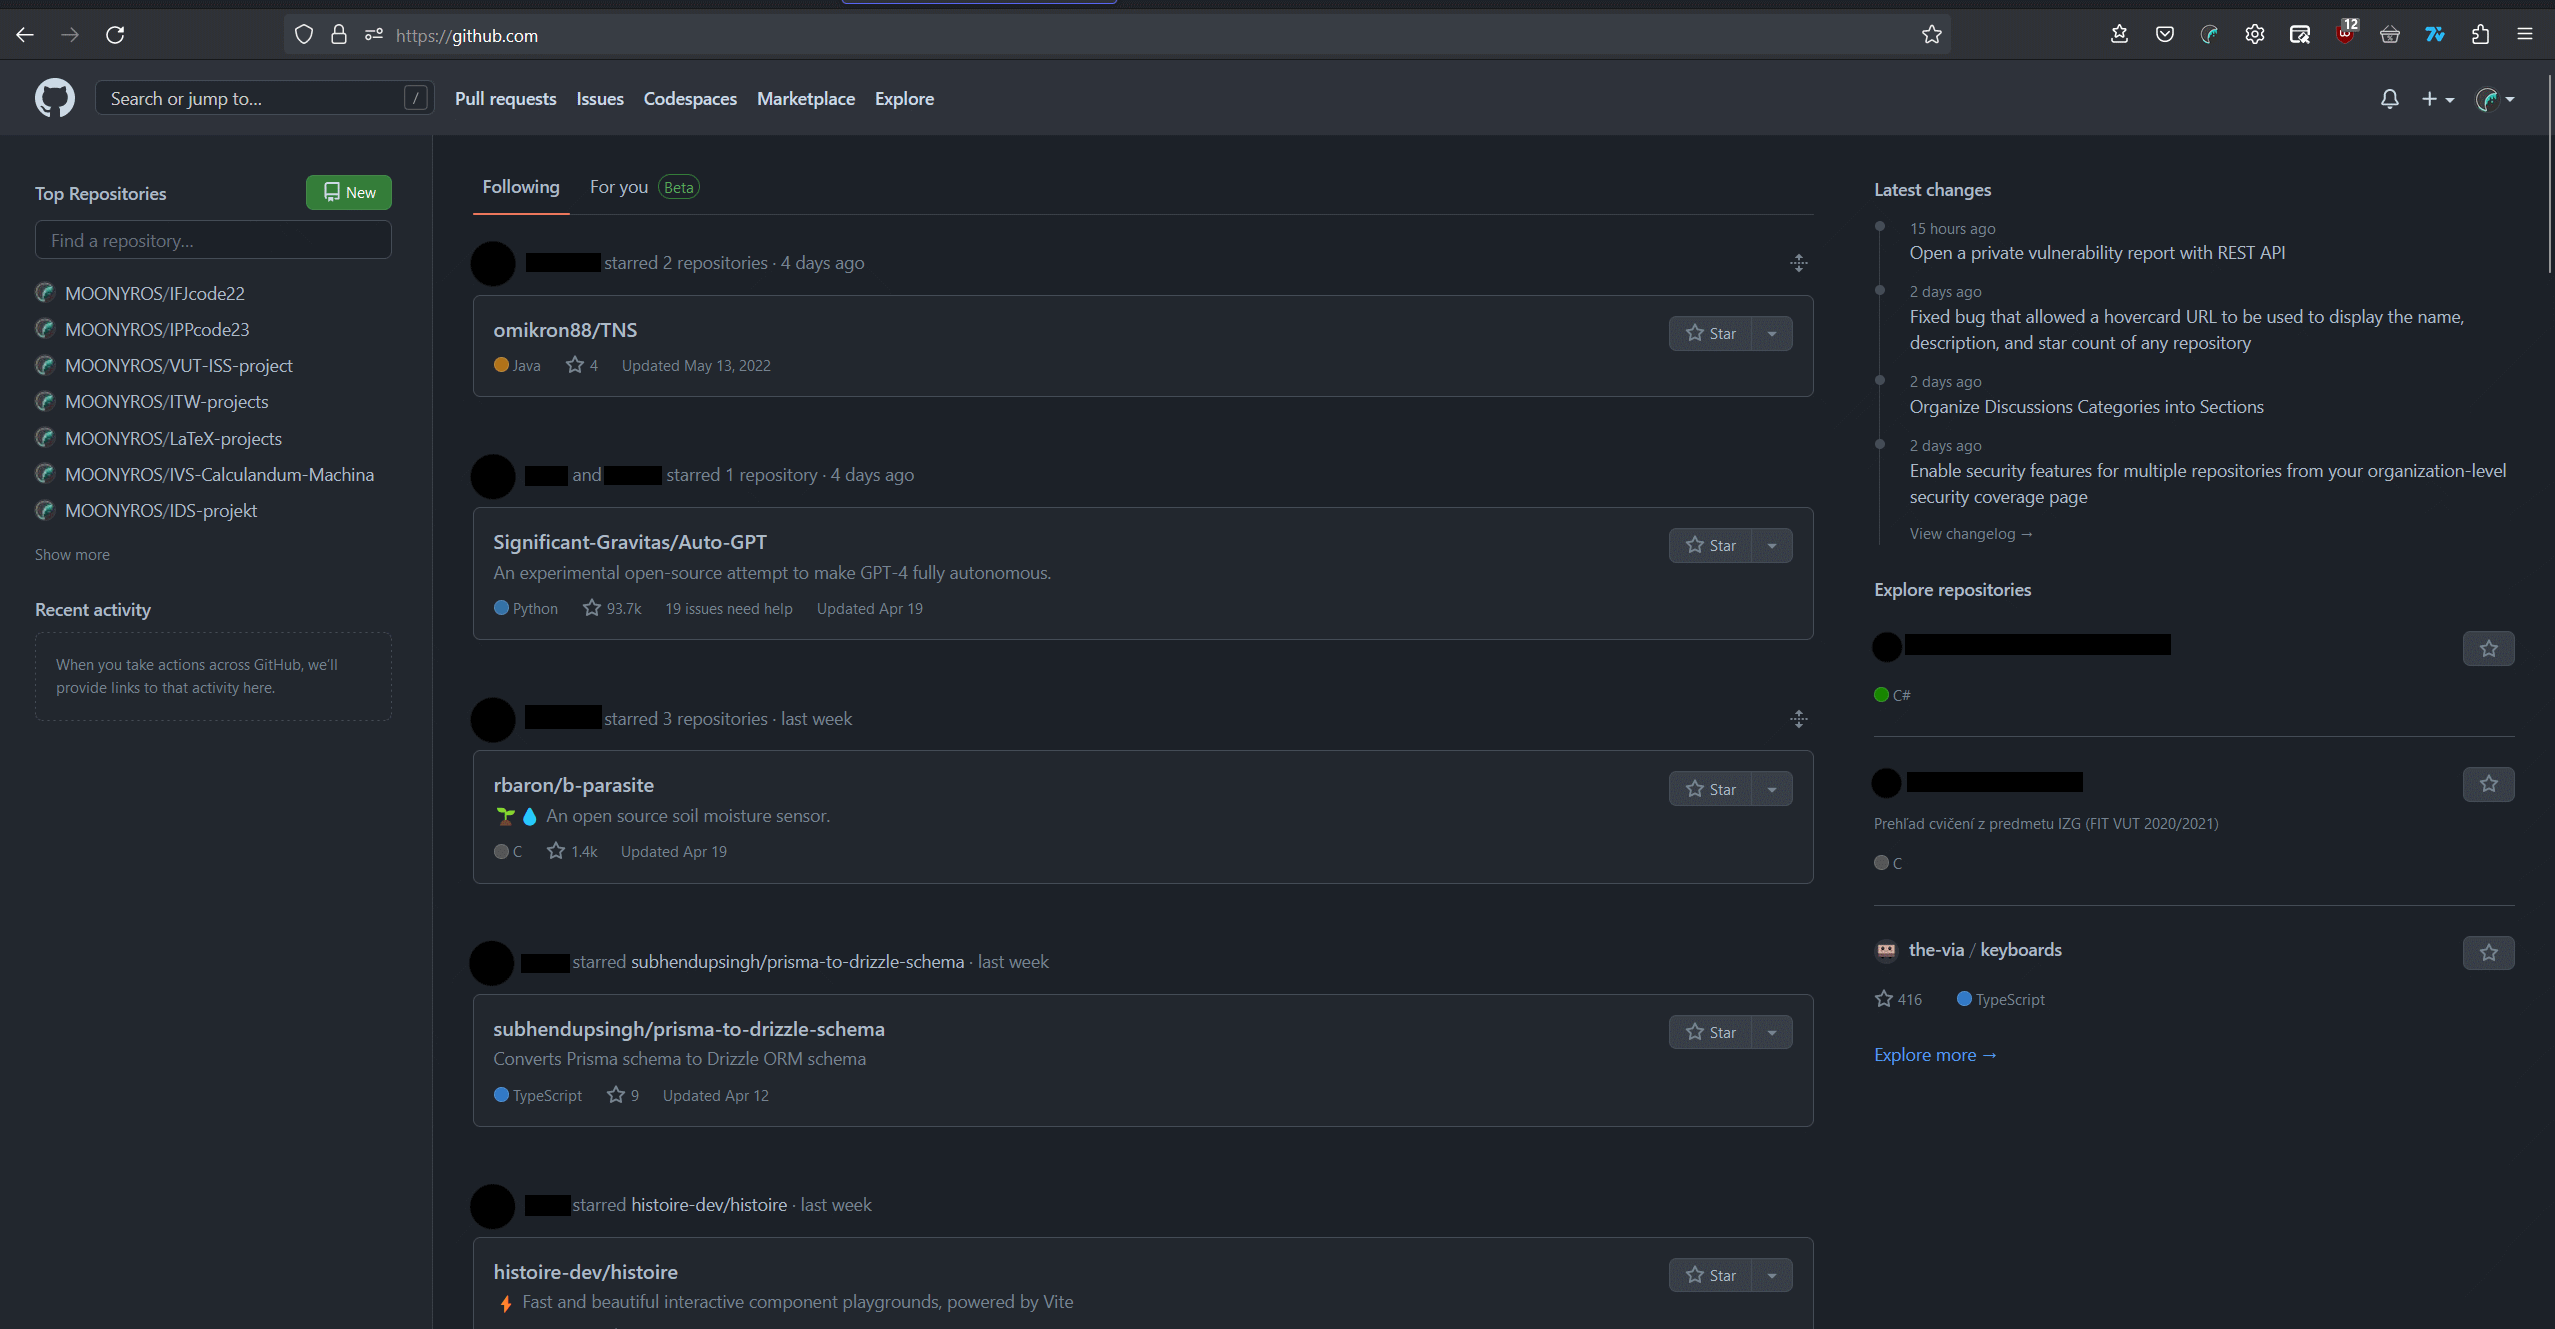 https://github.com
12
Search or jump to...
/
Pull requests
Issues
Codespaces
Marketplace
Explore
Top Repositories
New
Find a repository...
MOONYROS/IFJcode22
MOONYROS/IPPcode23
MOONYROS/VUT-ISS-project
MOONYROS/ITW-projects
MOONYROS/LaTeX-projects
MOONYROS/IVS-Calculandum-Machina
MOONYROS/IDS-projekt
Show more
Recent activity
When you take actions across GitHub, we'll
provide links to that activity here.
Following
For you Beta
starred 2 repositories · 4 days ago
omikron88/TNS
Star
Java 4 Updated May 13, 2022
and starred 1 repository · 4 days ago
Significant-Gravitas/Auto-GPT
Star
An experimental open-source attempt to make GPT-4 fully autonomous.
Python 93.7k 19 issues need help Updated Apr 19
starred 3 repositories · last week
rbaron/b-parasite
Star
🌱💧 An open source soil moisture sensor.
C 1.4k Updated Apr 19
starred subhendupsingh/prisma-to-drizzle-schema · last week
subhendupsingh/prisma-to-drizzle-schema
Star
Converts Prisma schema to Drizzle ORM schema
TypeScript 9 Updated Apr 12
starred histoire-dev/histoire · last week
histoire-dev/histoire
Star
⚡ Fast and beautiful interactive component playgrounds, powered by Vite
Latest changes
15 hours ago
Open a private vulnerability report with REST API
2 days ago
Fixed bug that allowed a hovercard URL to be used to display the name,
description, and star count of any repository
2 days ago
Organize Discussions Categories into Sections
2 days ago
Enable security features for multiple repositories from your organization-level
security coverage page
View changelog →
Explore repositories
C#
Prehľad cvičení z predmetu IZG (FIT VUT 2020/2021)
C
the-via / keyboards
416 TypeScript
Explore more →